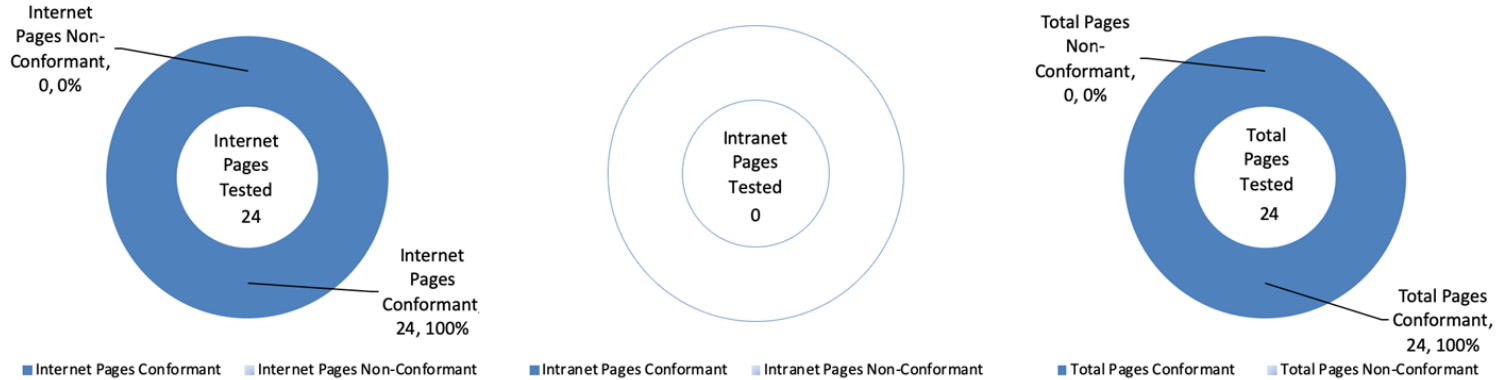 Internet
Pages Non-
Conformant,
0, 0%
Internet
Pages
Tested
24
Internet
Pages
Conformant,
24, 100%
Internet Pages Conformant
Internet Pages Non-Conformant
Intranet
Pages
Tested
0
Intranet Pages Conformant
Intranet Pages Non-Conformant
Total Pages
Non-
Conformant,
0, 0%
Total
Pages
Tested
24
Total Pages
Conformant,
24, 100%
Total Pages Conformant
Total Pages Non-Conformant